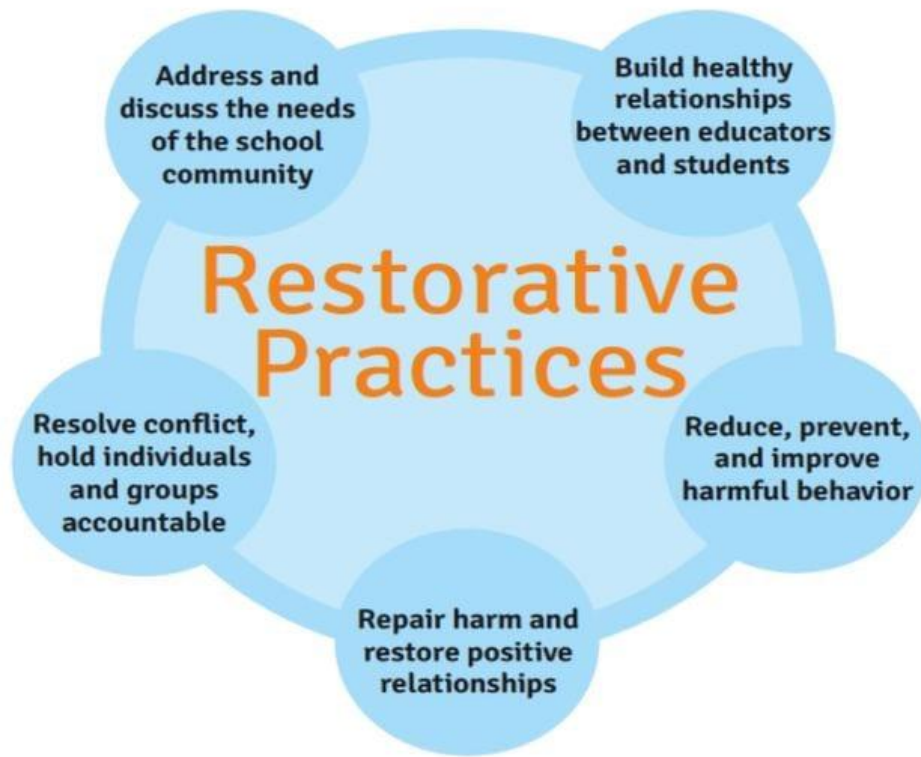 Address and
discuss the needs
of the school
community
Build healthy
relationships
between educators
and students
Restorative
Practices
Resolve conflict,
hold individuals
and groups
accountable
Reduce, prevent,
and improve
harmful behavior
Repair harm and
restore positive
relationships